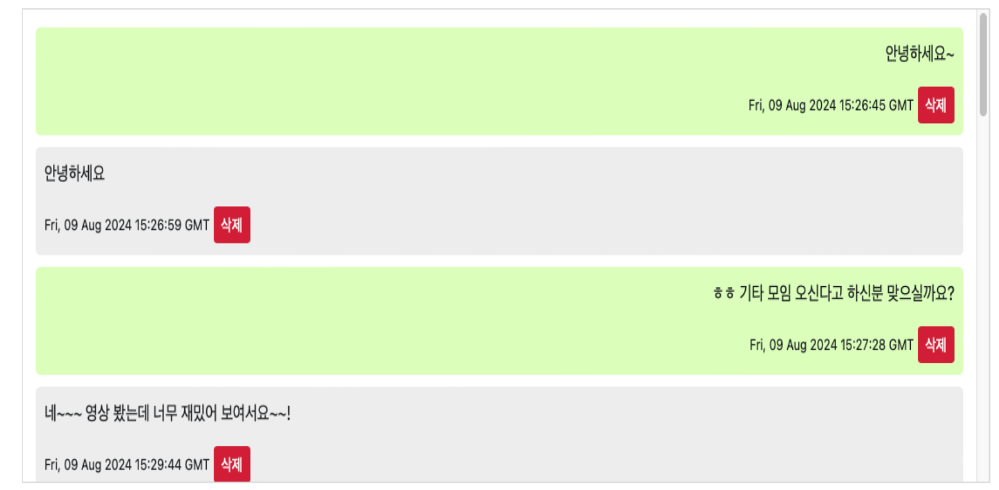 안녕하세요~
Fri, 09 Aug 2024 15:26:45 GMT 삭제
안녕하세요
Fri, 09 Aug 2024 15:26:59 GMT 삭제
ㅎㅎ 기타 모임 오신다고 하신분 맞으실까요?
Fri, 09 Aug 2024 15:27:28 GMT 삭제
네~~~ 영상 봤는데 너무 재밌어 보여서요~~!
Fri, 09 Aug 2024 15:29:44 GMT 삭제